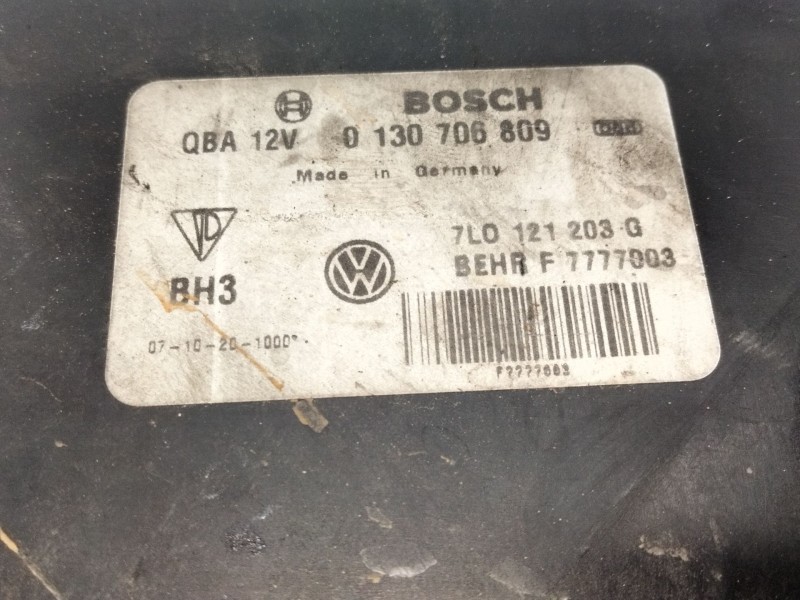 BOSCH
QBA 12V 0 130 706 809
Made in Germany
7L0 121 203 G
BEHR F 7777003
BH3
07-10-20-1000
F7777003